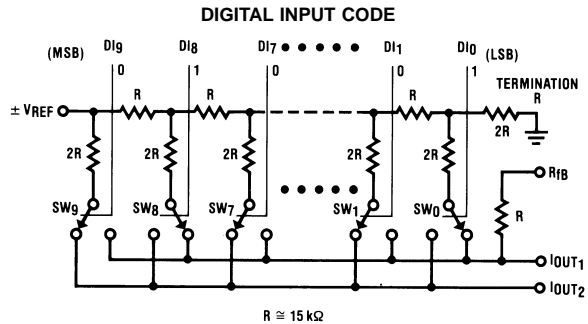 DIGITAL INPUT CODE
(MSB) DI9 DI8 DI7 DI1 DI0 (LSB)
0 1 0 0 1
TERMINATION
R R R R
± VREF
2R 2R 2R 2R 2R 2R
RfB
SW9 SW8 SW7 SW1 SW0
R
IOUT1
IOUT2
R ≅ 15 kΩ